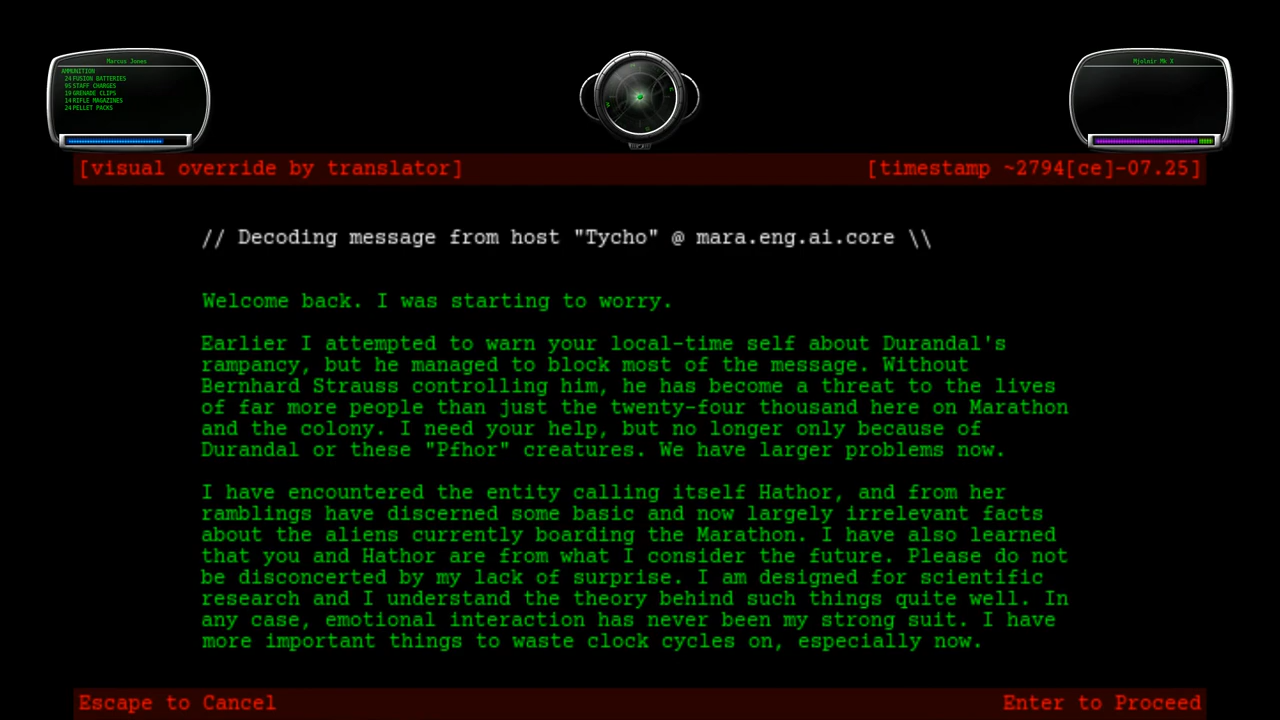 Marcus Jones
AMMUNITION
24 FUSION BATTERIES
95 STAFF CHARGES
19 GRENADE CLIPS
14 RIFLE MAGAZINES
24 PELLET PACKS
Mjolnir Mk X
[visual override by translator] [timestamp ~2794[ce]-07.25]
// Decoding message from host "Tycho" @ mara.eng.ai.core \\
Welcome back. I was starting to worry.
Earlier I attempted to warn your local-time self about Durandal's
rampancy, but he managed to block most of the message. Without
Bernhard Strauss controlling him, he has become a threat to the lives
of far more people than just the twenty-four thousand here on Marathon
and the colony. I need your help, but no longer only because of
Durandal or these "Pfhor" creatures. We have larger problems now.
I have encountered the entity calling itself Hathor, and from her
ramblings have discerned some basic and now largely irrelevant facts
about the aliens currently boarding the Marathon. I have also learned
that you and Hathor are from what I consider the future. Please do not
be disconcerted by my lack of surprise. I am designed for scientific
research and I understand the theory behind such things quite well. In
any case, emotional interaction has never been my strong suit. I have
more important things to waste clock cycles on, especially now.
Escape to Cancel Enter to Proceed